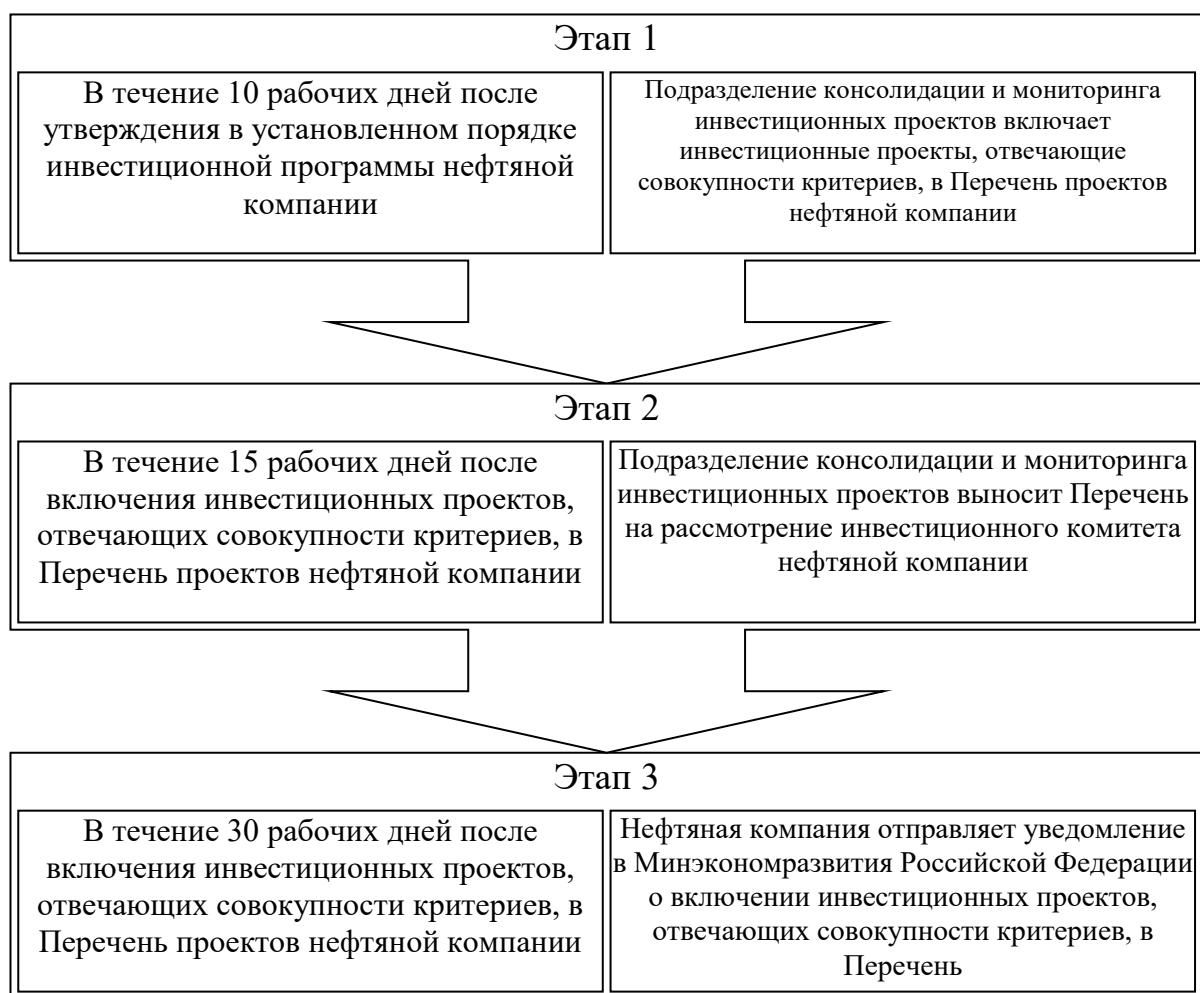 Этап 1
В течение 10 рабочих дней после
утверждения в установленном порядке
инвестиционной программы нефтяной
компании
Подразделение консолидации и мониторинга
инвестиционных проектов включает
инвестиционные проекты, отвечающие
совокупности критериев, в Перечень проектов
нефтяной компании
Этап 2
В течение 15 рабочих дней после
включения инвестиционных проектов,
отвечающих совокупности критериев, в
Перечень проектов нефтяной компании
Подразделение консолидации и мониторинга
инвестиционных проектов выносит Перечень
на рассмотрение инвестиционного комитета
нефтяной компании
Этап 3
В течение 30 рабочих дней после
включения инвестиционных проектов,
отвечающих совокупности критериев, в
Перечень проектов нефтяной компании
Нефтяная компания отправляет уведомление
в Минэкономразвития Российской Федерации
о включении инвестиционных проектов,
отвечающих совокупности критериев, в
Перечень